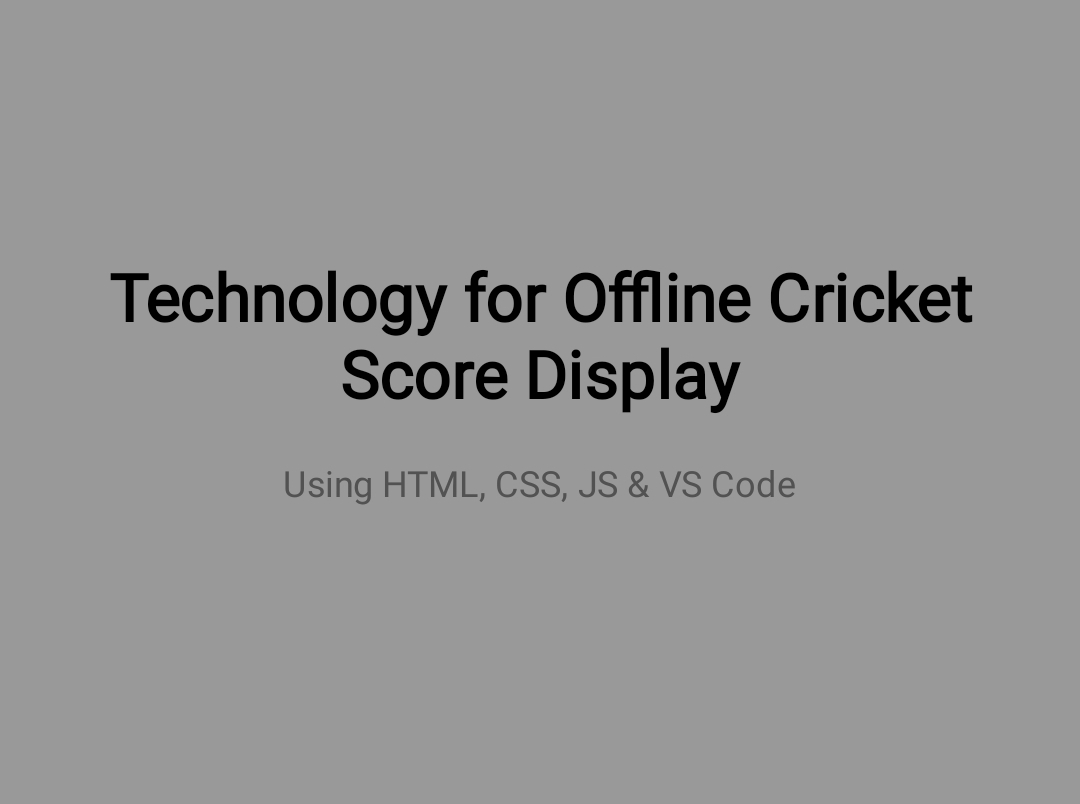 Technology for Offline Cricket
Score Display
Using HTML, CSS, JS & VS Code